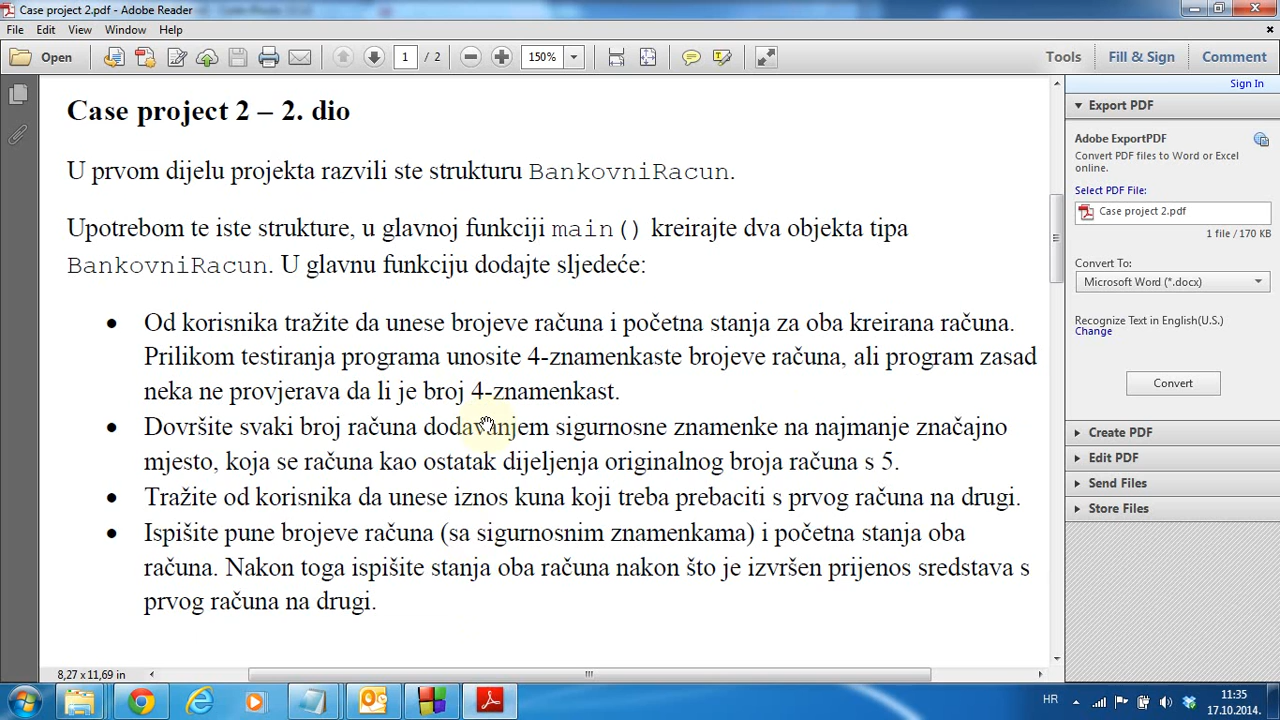 Case project 2.pdf - Adobe Reader
File Edit View Window Help
Open 1 / 2 150% Tools Fill & Sign Comment
Sign In
Case project 2 – 2. dio
U prvom dijelu projekta razvili ste strukturu BankovniRacun.
Upotrebom te iste strukture, u glavnoj funkciji main() kreirajte dva objekta tipa
BankovniRacun. U glavnu funkciju dodajte sljedeće:
• Od korisnika tražite da unese brojeve računa i početna stanja za oba kreirana računa.
Prilikom testiranja programa unosite 4-znamenkaste brojeve računa, ali program zasad
neka ne provjerava da li je broj 4-znamenkast.
• Dovršite svaki broj računa dodavanjem sigurnosne znamenke na najmanje značajno
mjesto, koja se računa kao ostatak dijeljenja originalnog broja računa s 5.
• Tražite od korisnika da unese iznos kuna koji treba prebaciti s prvog računa na drugi.
• Ispišite pune brojeve računa (sa sigurnosnim znamenkama) i početna stanja oba
računa. Nakon toga ispišite stanja oba računa nakon što je izvršen prijenos sredstava s
prvog računa na drugi.
8,27 x 11,69 in
Export PDF
Adobe ExportPDF
Convert PDF files to Word or Excel
online.
Select PDF File:
Case project 2.pdf
1 file / 170 KB
Convert To:
Microsoft Word (*.docx)
Recognize Text in English(U.S.)
Change
Convert
Create PDF
Edit PDF
Send Files
Store Files
HR
11:35
17.10.2014.